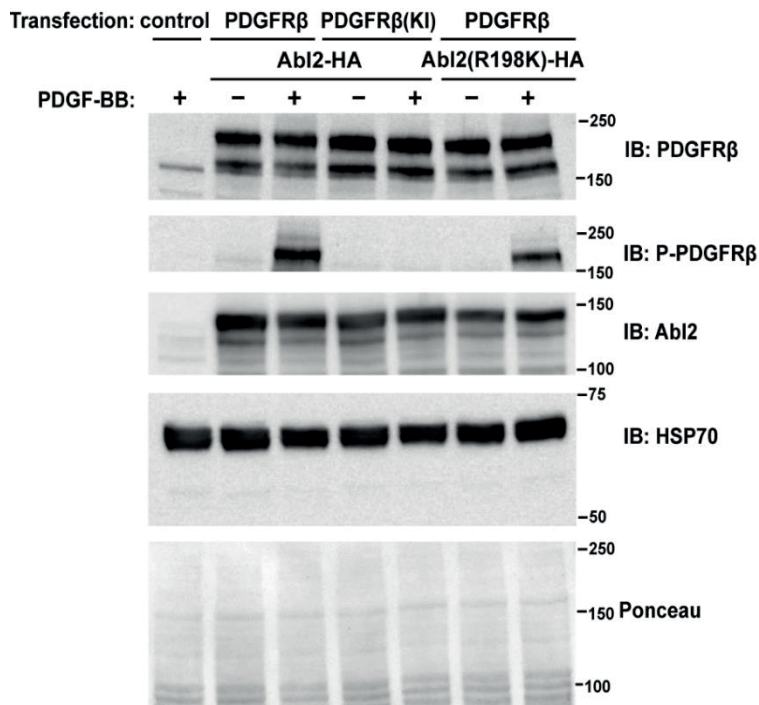 Transfection: control PDGFRβ PDGFRβ(KI) PDGFRβ
Abl2-HA Abl2(R198K)-HA
PDGF-BB: + – + – + – +
–250
IB: PDGFRβ
–150
–250
IB: P-PDGFRβ
–150
–150
IB: Abl2
–100
–75
IB: HSP70
–50
–250
–150 Ponceau
–100